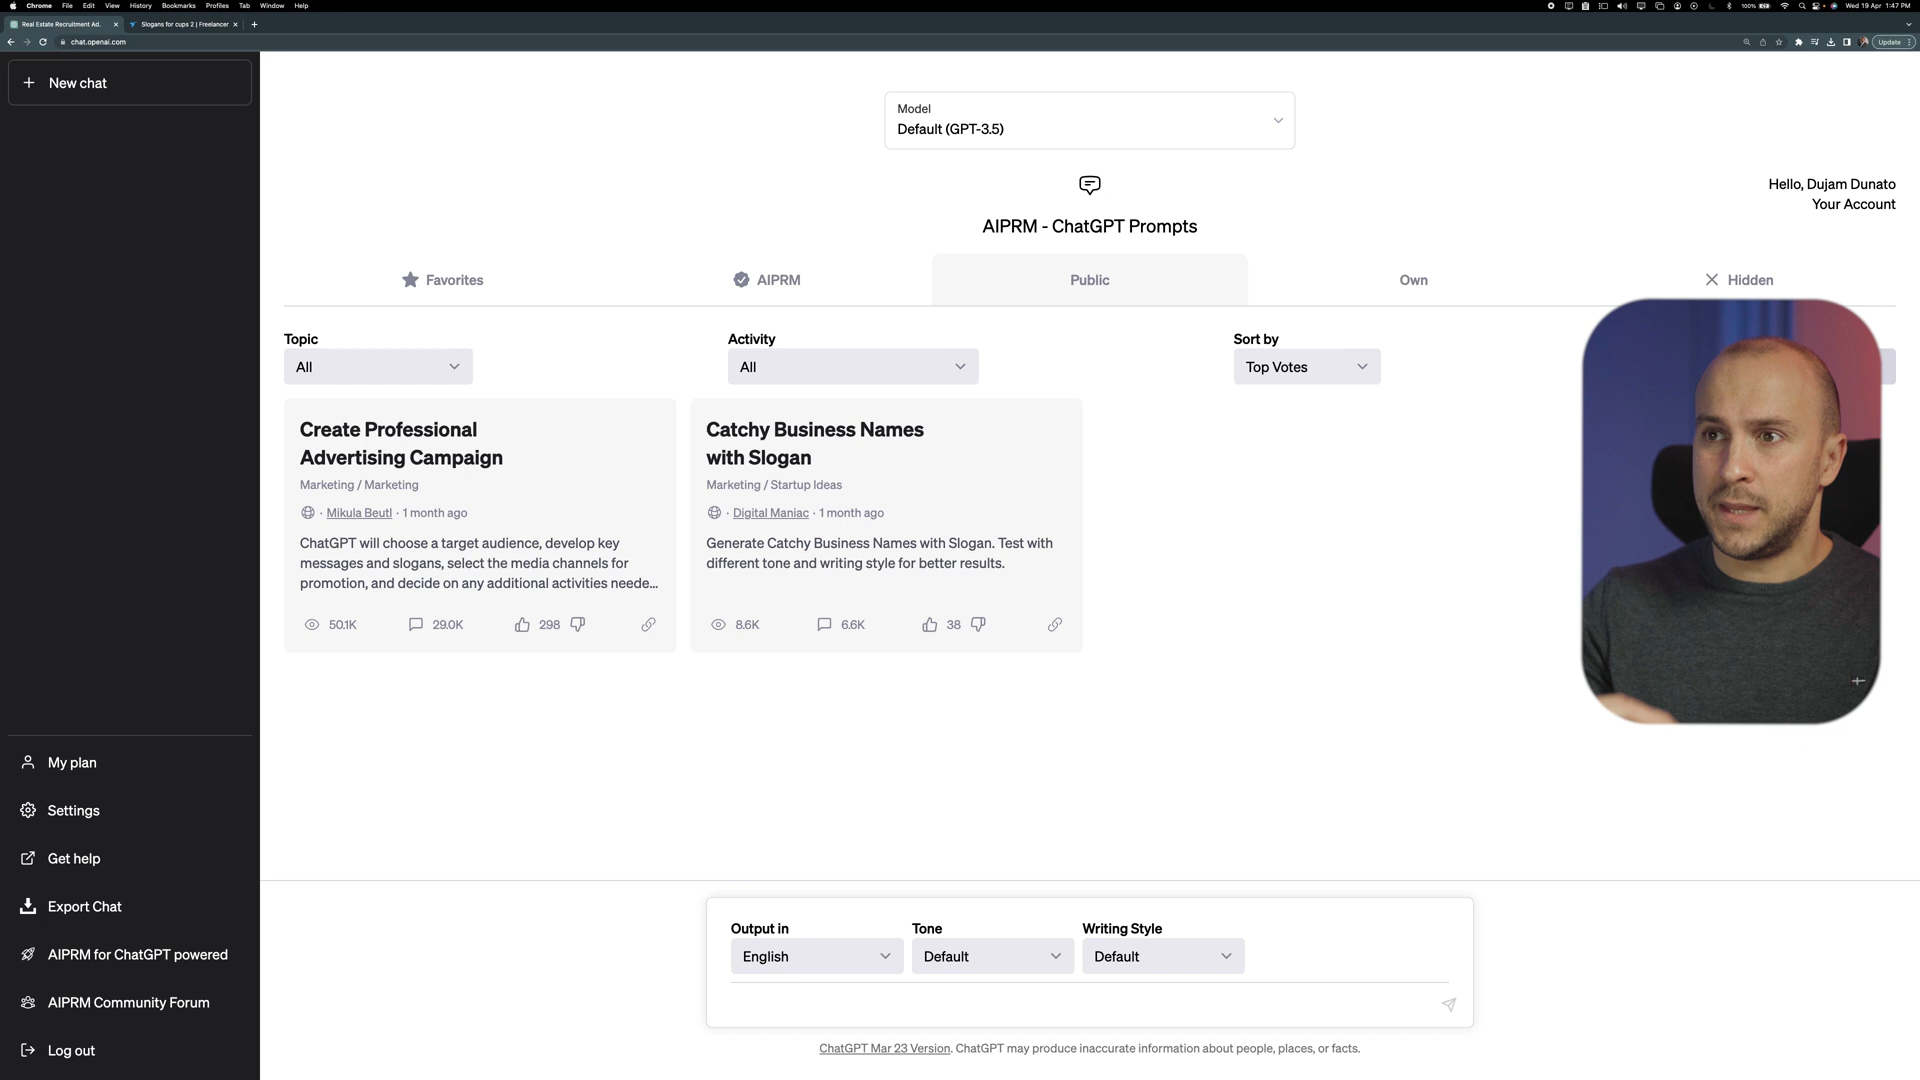 Chrome File Edit View History Bookmarks Profiles Tab Window Help
100% Wed 19 Apr 1:47 PM
Real Estate Recruitment Ad.
Slogans for cups 2 | Freelancer
chat.openai.com
Update
New chat
Model
Default (GPT-3.5)
Hello, Dujam Dunato
Your Account
AIPRM - ChatGPT Prompts
Favorites
AIPRM
Public
Own
Hidden
Topic
All
Activity
All
Sort by
Top Votes
Create Professional
Advertising Campaign
Marketing / Marketing
· Mikula Beutl · 1 month ago
ChatGPT will choose a target audience, develop key
messages and slogans, select the media channels for
promotion, and decide on any additional activities neede...
50.1K 29.0K 298
Catchy Business Names
with Slogan
Marketing / Startup Ideas
· Digital Maniac · 1 month ago
Generate Catchy Business Names with Slogan. Test with
different tone and writing style for better results.
8.6K 6.6K 38
My plan
Settings
Get help
Export Chat
AIPRM for ChatGPT powered
AIPRM Community Forum
Log out
Output in
English
Tone
Default
Writing Style
Default
ChatGPT Mar 23 Version. ChatGPT may produce inaccurate information about people, places, or facts.